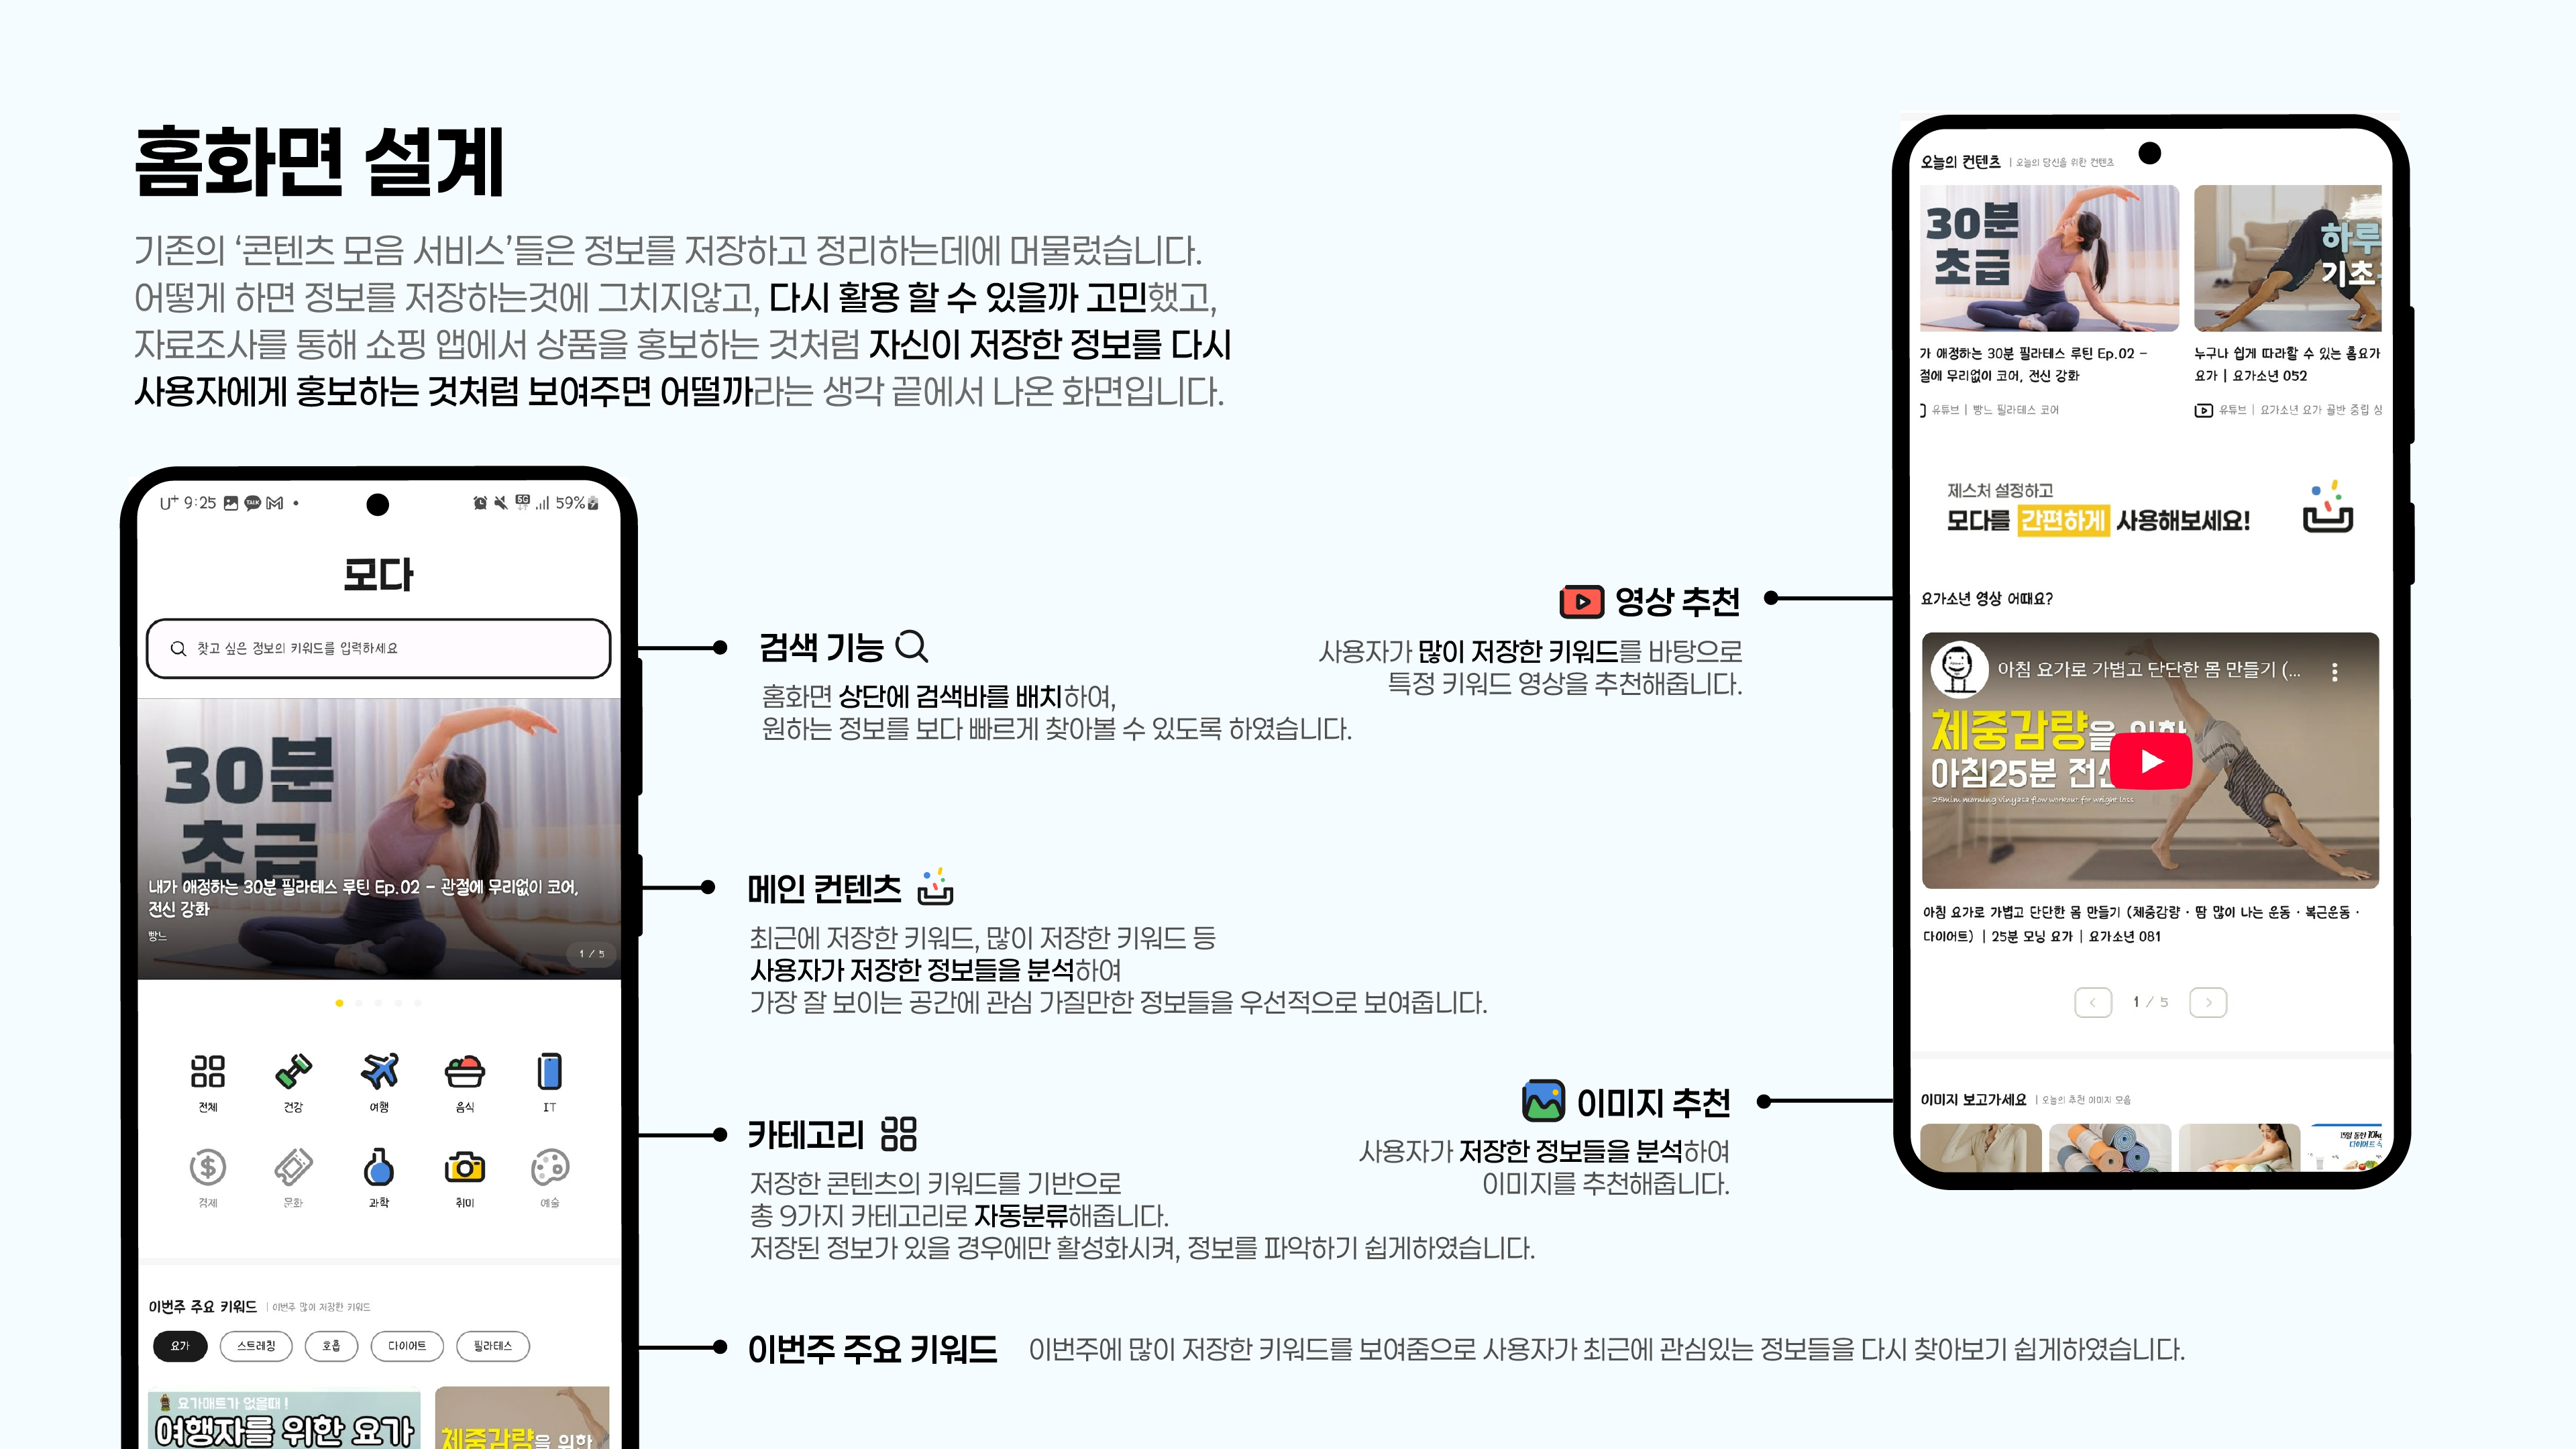 홈화면 설계
기존의 ‘콘텐츠 모음 서비스’들은 정보를 저장하고 정리하는데에 머물렀습니다.
어떻게 하면 정보를 저장하는것에 그치지않고, 다시 활용 할 수 있을까 고민했고,
자료조사를 통해 쇼핑 앱에서 상품을 홍보하는 것처럼 자신이 저장한 정보를 다시
사용자에게 홍보하는 것처럼 보여주면 어떨까라는 생각 끝에서 나온 화면입니다.
U+ 9:25 TALK 5G 59%
모다
찾고 싶은 정보의 키워드를 입력하세요
30분
초급
내가 애정하는 30분 필라테스 루틴 Ep.02 - 관절에 무리없이 코어,
전신 강화
빵느
1 / 5
전체 건강 여행 음식 IT
경제 문화 과학 취미 예술
이번주 주요 키워드 | 이번주 많이 저장한 키워드
요가 스트레칭 호흡 다이어트 필라테스
요가매트가 없을때 !
여행자를 위한 요가
체중감량을 위한
검색 기능
홈화면 상단에 검색바를 배치하여,
원하는 정보를 보다 빠르게 찾아볼 수 있도록 하였습니다.
메인 컨텐츠
최근에 저장한 키워드, 많이 저장한 키워드 등
사용자가 저장한 정보들을 분석하여
가장 잘 보이는 공간에 관심 가질만한 정보들을 우선적으로 보여줍니다.
카테고리
저장한 콘텐츠의 키워드를 기반으로
총 9가지 카테고리로 자동분류해줍니다.
저장된 정보가 있을 경우에만 활성화시켜, 정보를 파악하기 쉽게하였습니다.
이번주 주요 키워드 이번주에 많이 저장한 키워드를 보여줌으로 사용자가 최근에 관심있는 정보들을 다시 찾아보기 쉽게하였습니다.
영상 추천
사용자가 많이 저장한 키워드를 바탕으로
특정 키워드 영상을 추천해줍니다.
이미지 추천
사용자가 저장한 정보들을 분석하여
이미지를 추천해줍니다.
오늘의 컨텐츠 | 오늘의 당신을 위한 컨텐츠
30분
초급
하루
기초
가 애정하는 30분 필라테스 루틴 Ep.02 -
절에 무리없이 코어, 전신 강화
유튜브 | 빵느 필라테스 코어
누구나 쉽게 따라할 수 있는 홈요가
요가 | 요가소년 052
유튜브 | 요가소년 요가 골반 중립 상
제스처 설정하고
모다를 간편하게 사용해보세요!
요가소년 영상 어때요?
아침 요가로 가볍고 단단한 몸 만들기 (...
체중감량을 위한
아침25분 전신
25min morning vinyasa flow workout for weight loss
아침 요가로 가볍고 단단한 몸 만들기 (체중감량 · 땀 많이 나는 운동 · 복근운동 ·
다이어트) | 25분 모닝 요가 | 요가소년 081
1 / 5
이미지 보고가세요 | 오늘의 추천 이미지 모음
15일 동안 10kg
다이어트